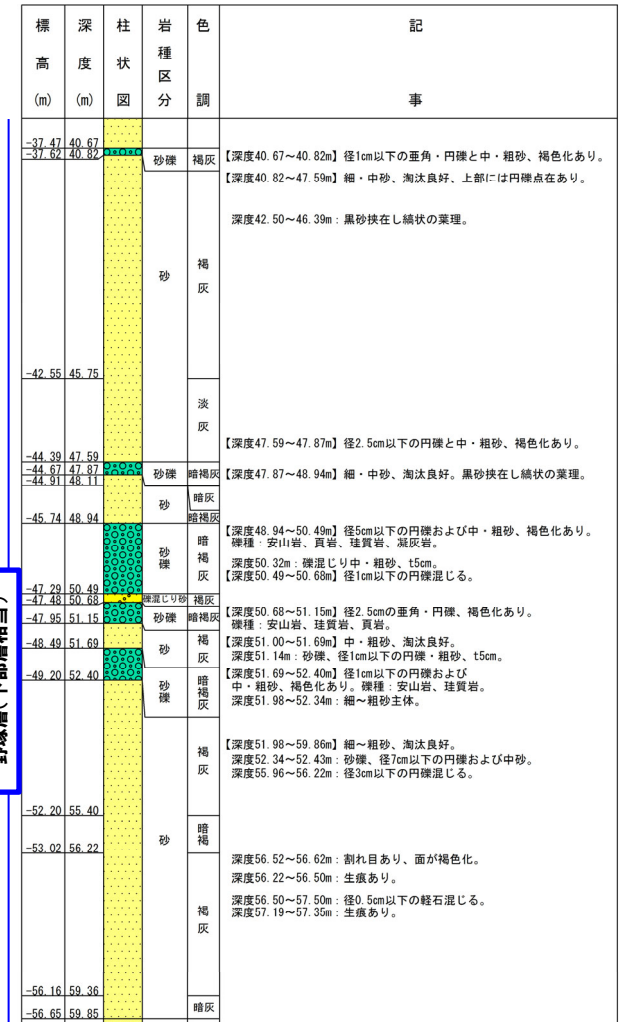 標高(m) 深度(m) 柱状図 岩種区分 色調 記事
-37.47 40.67
-37.62 40.82 砂礫 褐灰 【深度40.67～40.82m】径1cm以下の亜角・円礫と中・粗砂、褐色化あり。
【深度40.82～47.59m】細・中砂、淘汰良好、上部には円礫点在あり。
深度42.50～46.39m：黒砂挟在し縞状の葉理。
砂 褐灰
-42.55 45.75
淡灰
【深度47.59～47.87m】径2.5cm以下の円礫と中・粗砂、褐色化あり。
-44.39 47.59
-44.67 47.87 砂礫 暗褐灰 【深度47.87～48.94m】細・中砂、淘汰良好。黒砂挟在し縞状の葉理。
-44.91 48.11
砂 暗灰
-45.74 48.94 暗褐灰
【深度48.94～50.49m】径5cm以下の円礫および中・粗砂、褐色化あり。
礫種：安山岩、頁岩、珪質岩、凝灰岩。
砂礫 暗褐灰
深度50.32m：礫混じり中・粗砂、t5cm。
【深度50.49～50.68m】径1cm以下の円礫混じる。
-47.29 50.49
-47.48 50.68 礫混じり砂 褐灰
【深度50.68～51.15m】径2.5cmの亜角・円礫、褐色化あり。
-47.95 51.15 砂礫 暗褐灰
礫種：安山岩、珪質岩、頁岩。
【深度51.00～51.69m】中・粗砂、淘汰良好。
-48.49 51.69 砂 褐灰
深度51.14m：砂礫、径1cm以下の円礫・粗砂、t5cm。
【深度51.69～52.40m】径1cm以下の円礫および
-49.20 52.40 砂礫 暗褐灰
中・粗砂、褐色化あり。礫種：安山岩、珪質岩。
深度51.98～52.34m：細～粗砂主体。
【深度51.98～59.86m】細～粗砂、淘汰良好。
褐灰
深度52.34～52.43m：砂礫、径7cm以下の円礫および中砂。
深度55.96～56.22m：径3cm以下の円礫混じる。
-52.20 55.40
砂 暗褐
-53.02 56.22
深度56.52～56.62m：割れ目あり、面が褐色化。
深度56.22～56.50m：生痕あり。
深度56.50～57.50m：径0.5cm以下の軽石混じる。
褐灰
深度57.19～57.35m：生痕あり。
-56.16 59.36
暗灰
-56.65 59.85
野塚層(下部層相当)